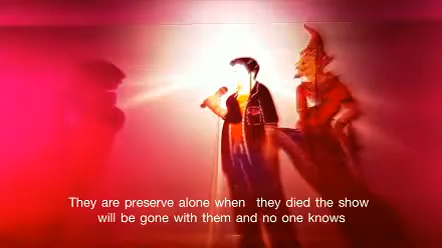 They are preserve alone when they died the show
will be gone with them and no one knows